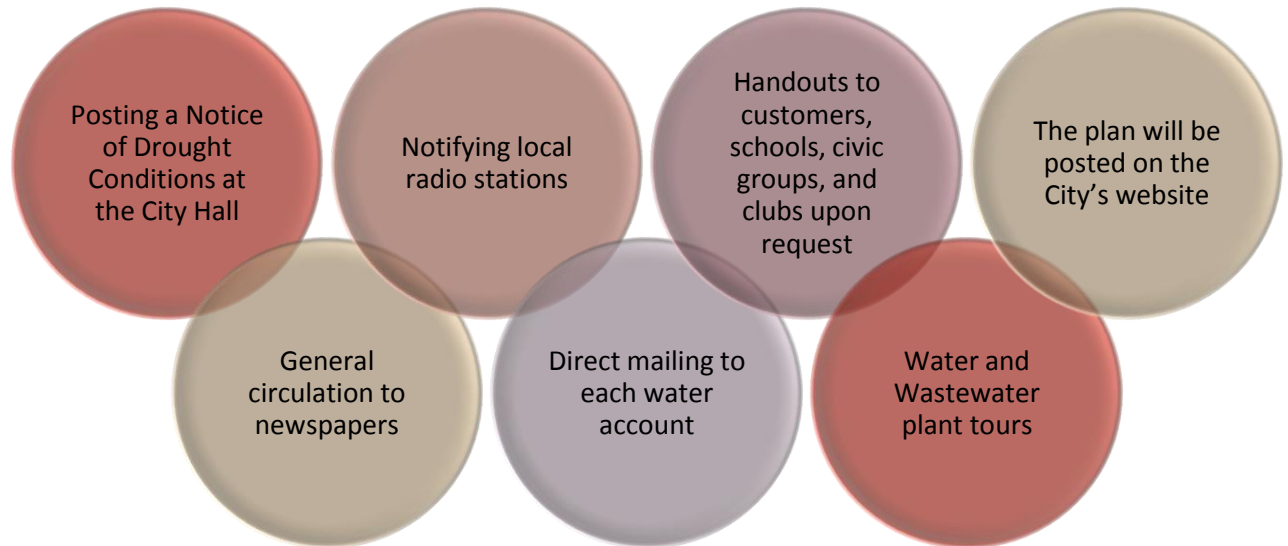 Posting a Notice
of Drought
Conditions at
the City Hall
General
circulation to
newspapers
Notifying local
radio stations
Direct mailing to
each water
account
Handouts to
customers,
schools, civic
groups, and
clubs upon
request
Water and
Wastewater
plant tours
The plan will be
posted on the
City’s website